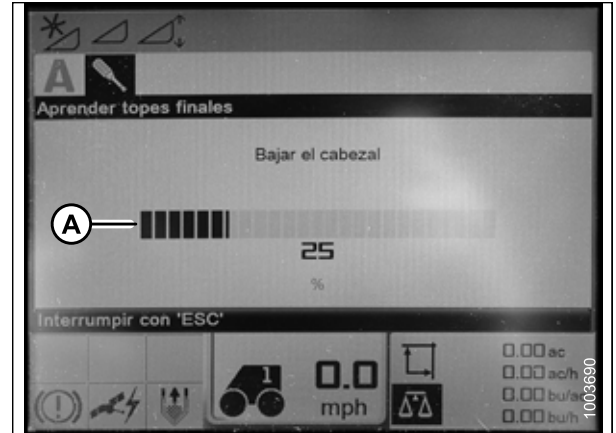 A
Aprender topes finales
Bajar el cabezal
A
25
%
Interrumpir con 'ESC'
1
0.0
mph
0.00 ac
0.00 ac/h
0.00 bu/ac
0.00 bu/h
1003690